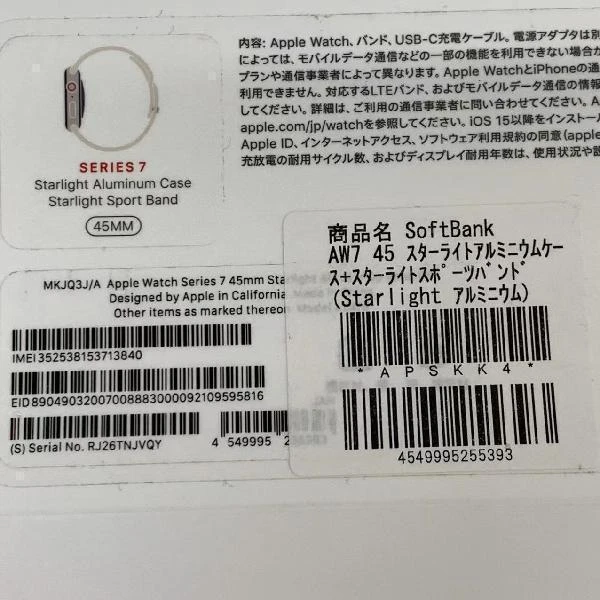 内容: Apple Watch、バンド、USB-C充電ケーブル。電源アダプタは別
によっては、モバイルデータ通信などの一部の機能を利用できない場合が
プランや通信事業者によって異なります。Apple WatchとiPhoneの通
利用できません。対応するLTEバンド、およびモバイルデータ通信の情報
してください。詳細は、ご利用の通信事業者に問い合わせてください。A
apple.com/jp/watchを参照してください。iOS 15以降をインストール
Apple ID、インターネットアクセス、ソフトウェア利用規約の同意(apple
充放電の耐用サイクル数、およびディスプレイ耐用年数は、使用状況や設
SERIES 7
Starlight Aluminum Case
Starlight Sport Band
45MM
MKJQ3J/A Apple Watch Series 7 45mm Sta
Designed by Apple in California
Other items as marked thereon
IMEI 352538153713840
EID 89049032007008883000092109595816
(S) Serial No. RJ26TNJVQY
4 549995 2
商品名 SoftBank
AW7 45 スターライトアルミニウムケー
ス+スターライトスポーツバンド
(Starlight アルミニウム)
*APSKK4*
4549995255393